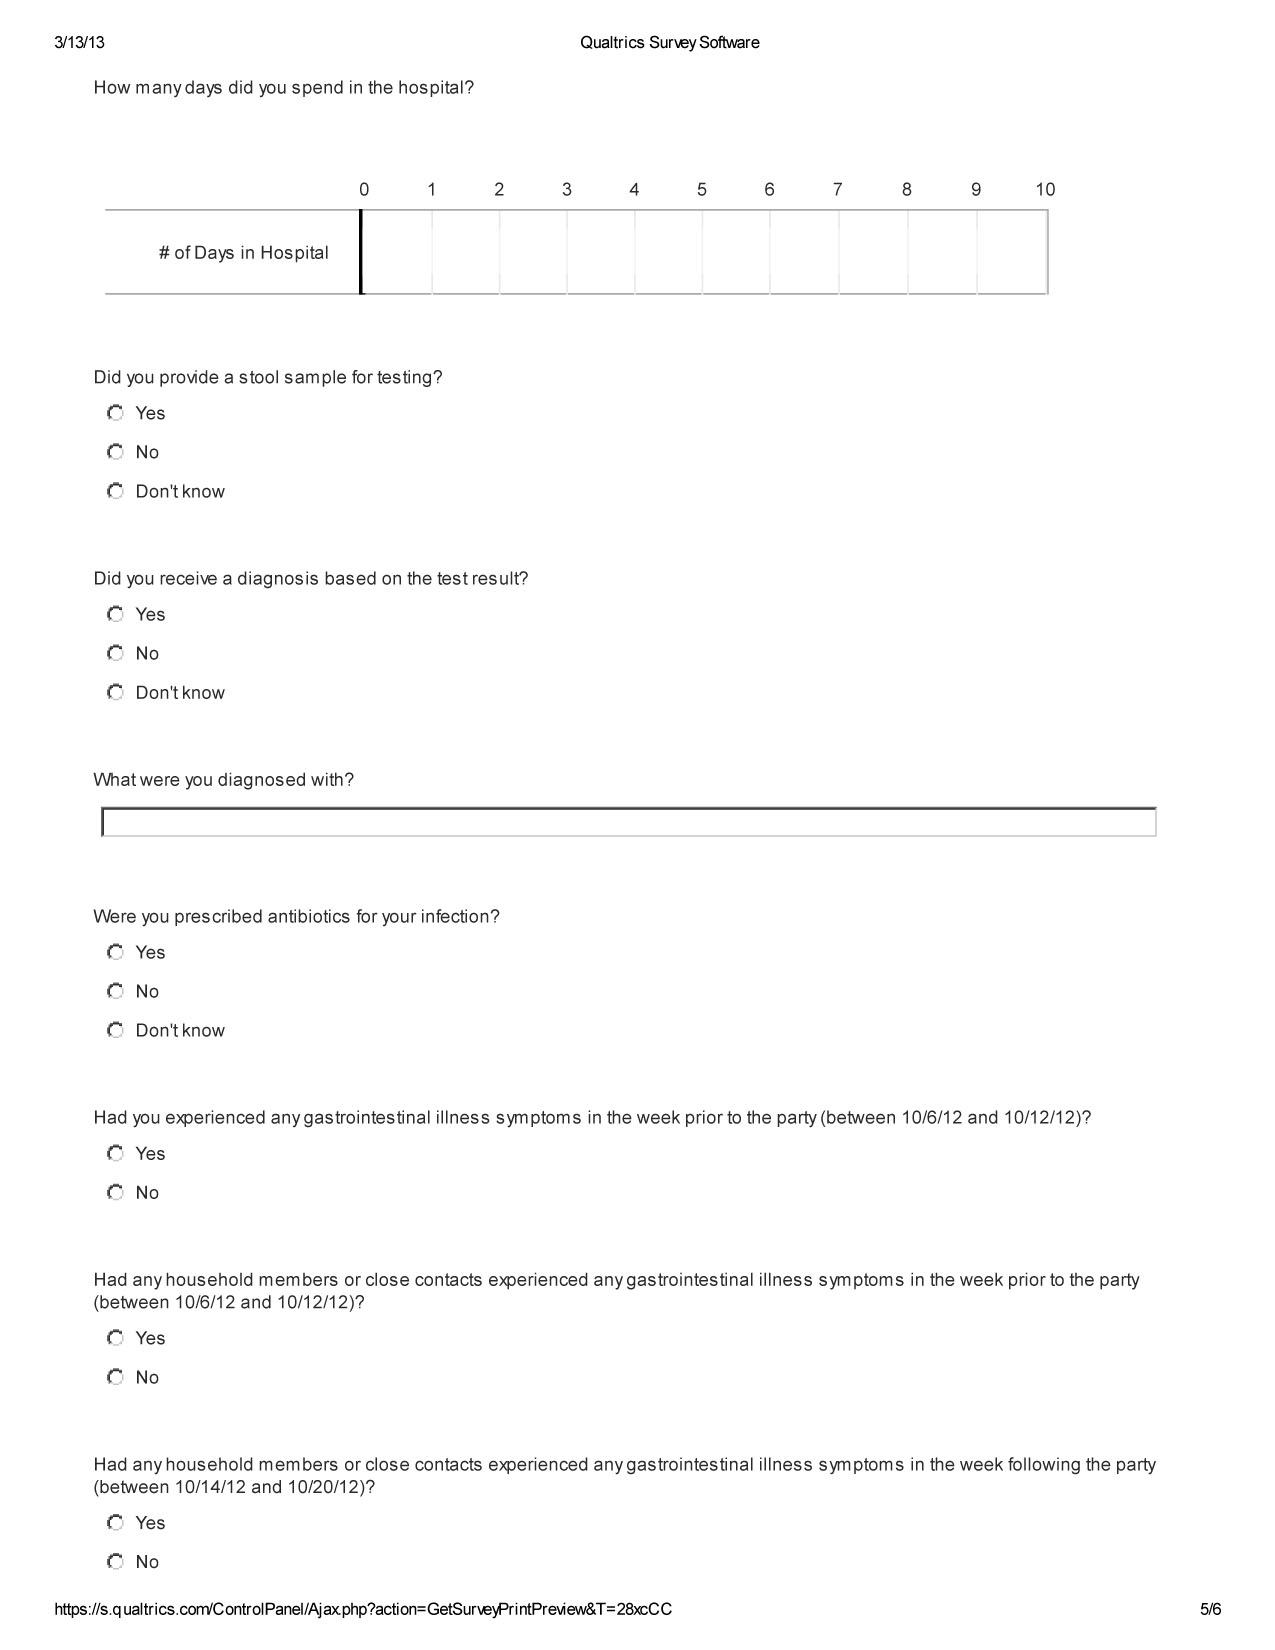 3/13/13 Qualtrics Survey Software
How many days did you spend in the hospital?
0 1 2 3 4 5 6 7 8 9 10
# of Days in Hospital
Did you provide a stool sample for testing?
Yes
No
Don't know
Did you receive a diagnosis based on the test result?
Yes
No
Don't know
What were you diagnosed with?
Were you prescribed antibiotics for your infection?
Yes
No
Don't know
Had you experienced any gastrointestinal illness symptoms in the week prior to the party (between 10/6/12 and 10/12/12)?
Yes
No
Had any household members or close contacts experienced any gastrointestinal illness symptoms in the week prior to the party
(between 10/6/12 and 10/12/12)?
Yes
No
Had any household members or close contacts experienced any gastrointestinal illness symptoms in the week following the party
(between 10/14/12 and 10/20/12)?
Yes
No
https://s.qualtrics.com/ControlPanel/Ajax.php?action=GetSurveyPrintPreview&T=28xcCC 5/6